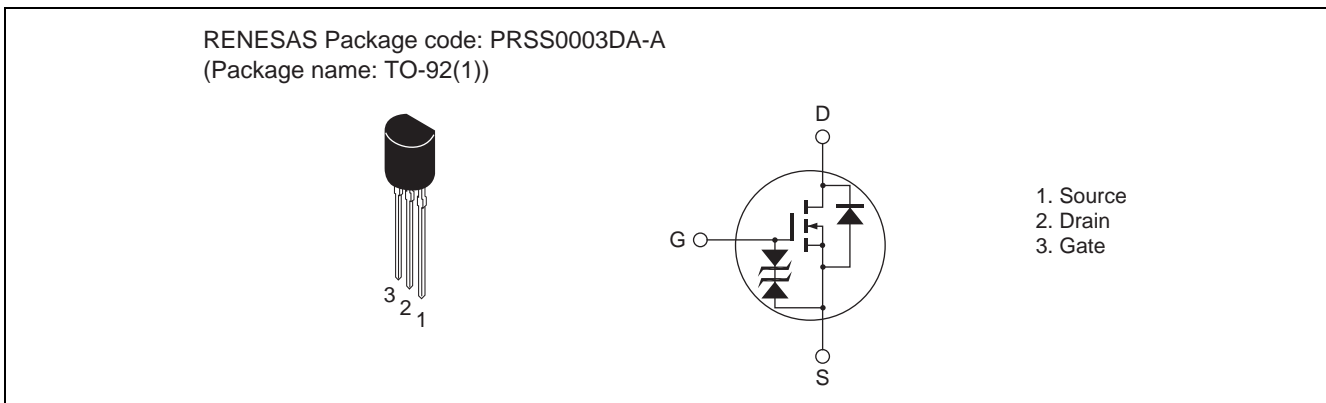 RENESAS Package code: PRSS0003DA-A
(Package name: TO-92(1))
3
2
1
D
G
S
1. Source
2. Drain
3. Gate